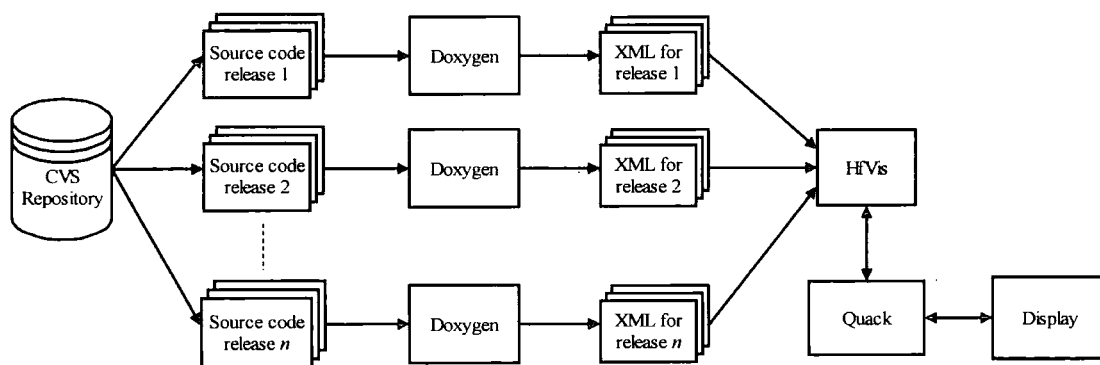 Source code
release 1
Doxygen
XML for
release 1
CVS
Repository
Source code
release 2
Doxygen
XML for
release 2
HfVis
Source code
release n
Doxygen
XML for
release n
Quack
Display